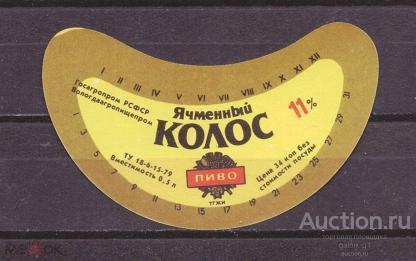 I II III IV V VI VII VIII IX X XI XII
Госагропром РСФСР
Вологдаагропищепром
Ячменный
КОЛОС
11%
ТУ 18-6-15-79
Вместимость 0,5 л
ПИВО
Цена 34 коп без
стоимости посуды
1 3 5 7 9 11 13 15 17 19 21 23 25 27 29 31
Auction.ru
торговая площадка